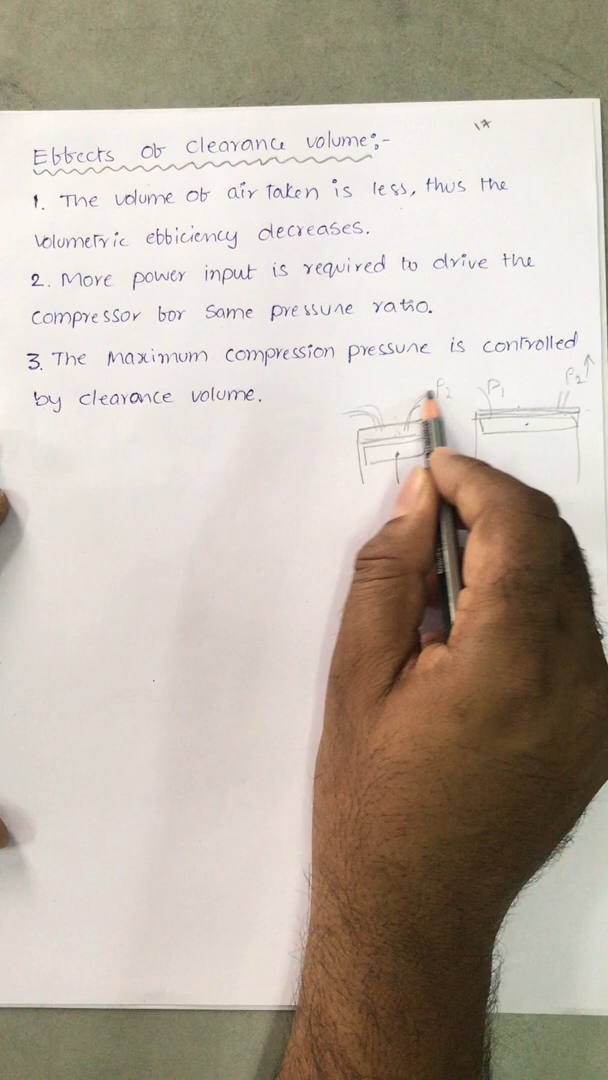 Effects of clearance volume:-
1. The volume of air taken is less, thus the
volumetric efficiency decreases.
2. More power input is required to drive the
compressor for same pressure ratio.
3. The maximum compression pressure is controlled
by clearance volume.
P2 P1 P2↑